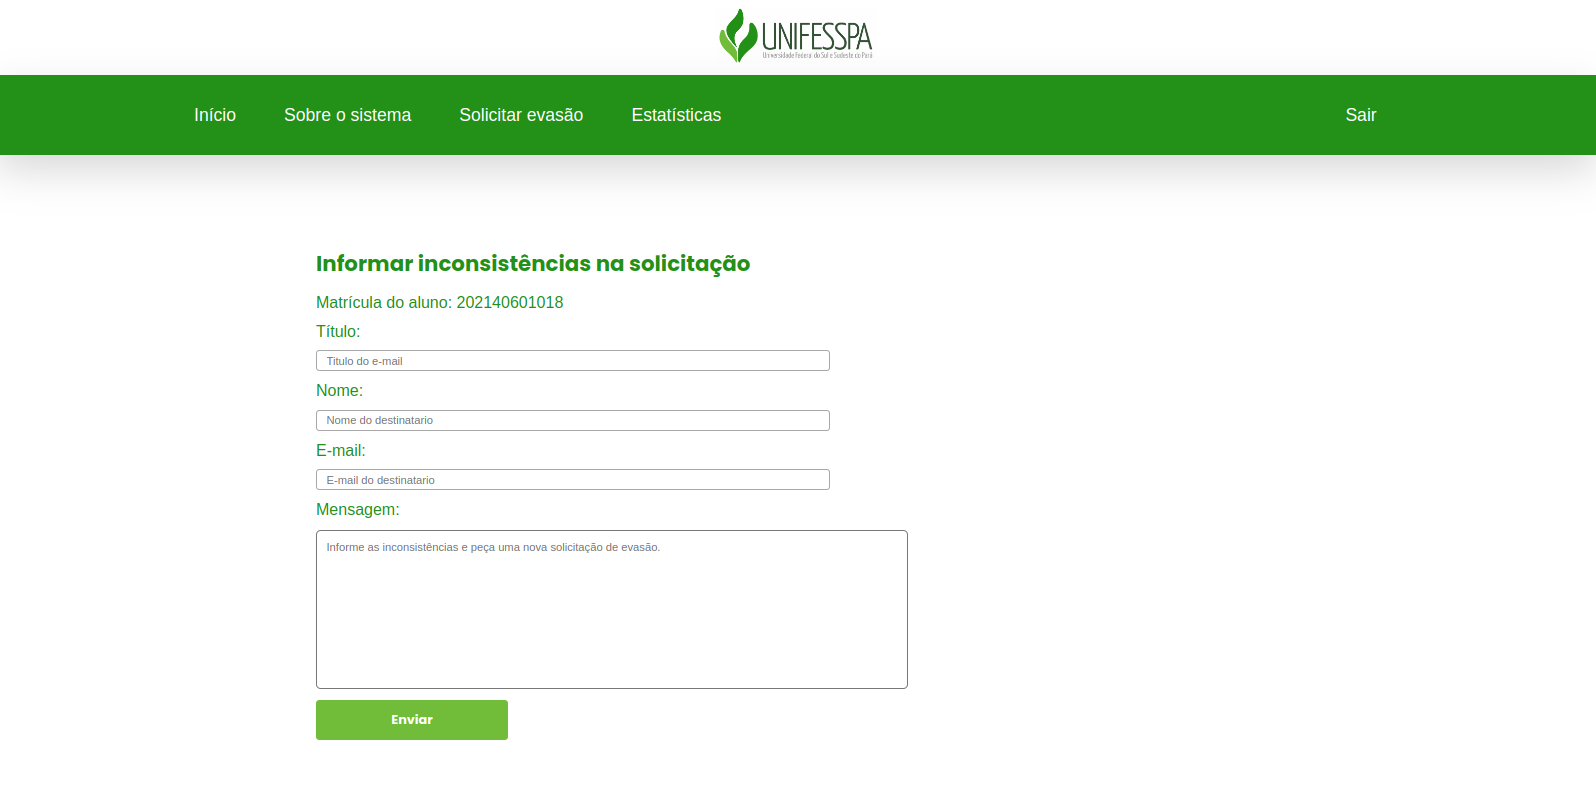 UNIFESSPA
Universidade Federal do Sul e Sudeste do Pará
Início Sobre o sistema Solicitar evasão Estatísticas Sair
Informar inconsistências na solicitação
Matrícula do aluno: 202140601018
Título:
Titulo do e-mail
Nome:
Nome do destinatario
E-mail:
E-mail do destinatario
Mensagem:
Informe as inconsistências e peça uma nova solicitação de evasão.
Enviar